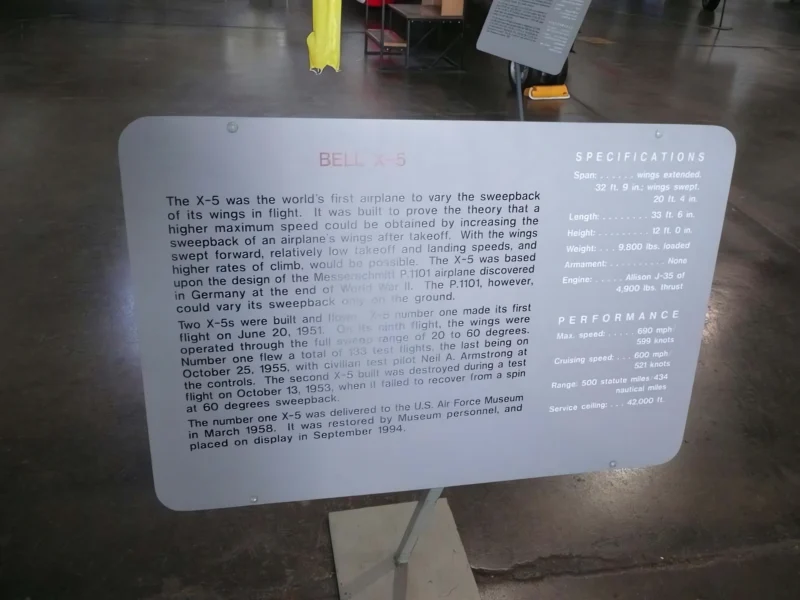 BELL X-5
The X-5 was the world's first airplane to vary the sweepback
of its wings in flight. It was built to prove the theory that a
higher maximum speed could be obtained by increasing the
sweepback of an airplane's wings after takeoff. With the wings
swept forward, relatively low takeoff and landing speeds, and
higher rates of climb, would be possible. The X-5 was based
upon the design of the Messerschmitt P.1101 airplane discovered
in Germany at the end of World War II. The P.1101, however,
could vary its sweepback only on the ground.
Two X-5s were built and flown. The number one made its first
flight on June 20, 1951. On its ninth flight, the wings were
operated through the full sweep range of 20 to 60 degrees.
Number one flew a total of 133 test flights, the last being on
October 25, 1955, with civilian test pilot Neil A. Armstrong at
the controls. The second X-5 built was destroyed during a test
flight on October 13, 1953, when it failed to recover from a spin
at 60 degrees sweepback.
The number one X-5 was delivered to the U.S. Air Force Museum
in March 1958. It was restored by Museum personnel, and
placed on display in September 1994.
SPECIFICATIONS
Span: . . . . . . wings extended,
32 ft. 9 in.; wings swept,
20 ft. 4 in.
Length: . . . . . . . . 33 ft. 6 in.
Height: . . . . . . . . . 12 ft. 0 in.
Weight: . . . 9,800 lbs. loaded
Armament: . . . . . . . . . . None
Engine: . . . . . Allison J-35 of
4,900 lbs. thrust
PERFORMANCE
Max. speed: . . . . . 690 mph/
599 knots
Cruising speed: . . . 600 mph/
521 knots
Range: 500 statute miles/434
nautical miles
Service ceiling: . . . 42,000 ft.